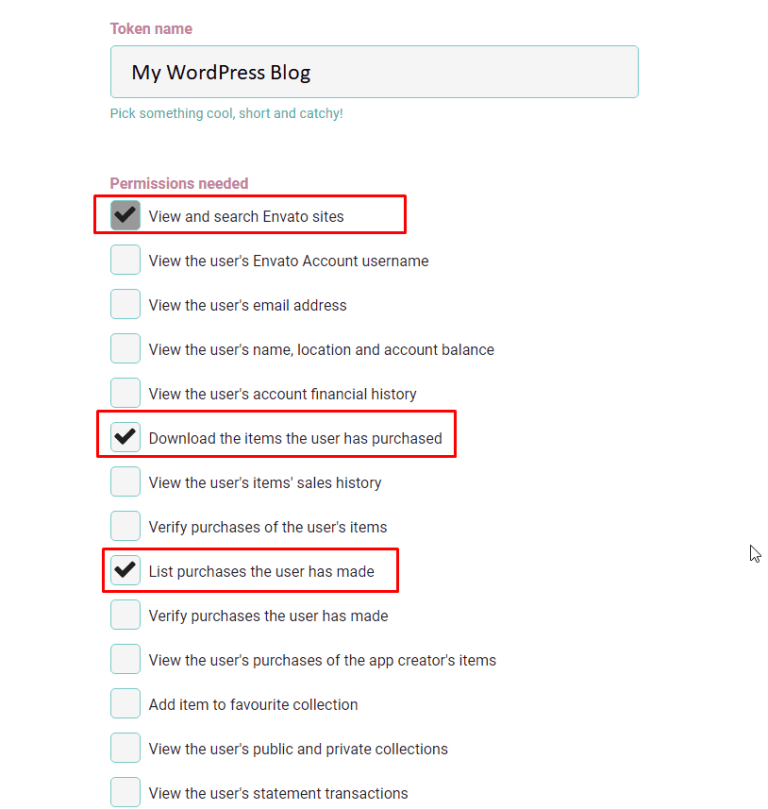 Token name
My WordPress Blog
Pick something cool, short and catchy!
Permissions needed
View and search Envato sites
View the user's Envato Account username
View the user's email address
View the user's name, location and account balance
View the user's account financial history
Download the items the user has purchased
View the user's items' sales history
Verify purchases of the user's items
List purchases the user has made
Verify purchases the user has made
View the user's purchases of the app creator's items
Add item to favourite collection
View the user's public and private collections
View the user's statement transactions